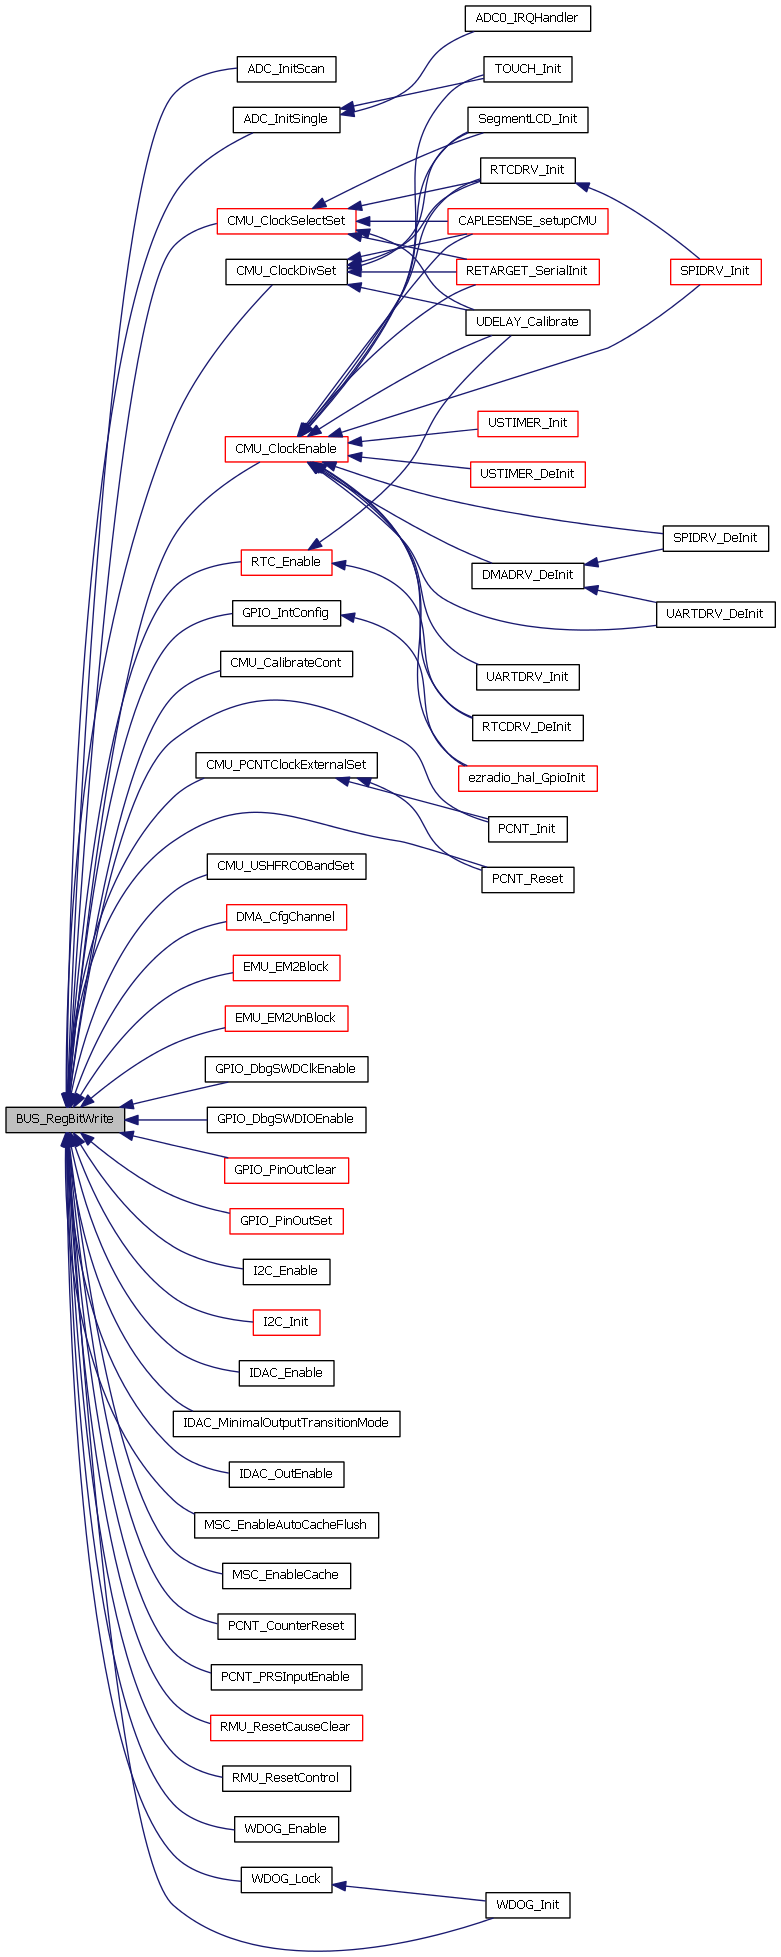 ADC0_IRQHandler
ADC_InitScan
TOUCH_Init
ADC_InitSingle
SegmentLCD_Init
RTCDRV_Init
CMU_ClockSelectSet
CAPLESENSE_setupCMU
CMU_ClockDivSet
RETARGET_SerialInit
SPIDRV_Init
UDELAY_Calibrate
USTIMER_Init
CMU_ClockEnable
USTIMER_DeInit
SPIDRV_DeInit
RTC_Enable
DMADRV_DeInit
GPIO_IntConfig
UARTDRV_DeInit
CMU_CalibrateCont
UARTDRV_Init
RTCDRV_DeInit
CMU_PCNTClockExternalSet
ezradio_hal_GpioInit
PCNT_Init
CMU_USHFRCOBandSet
PCNT_Reset
DMA_CfgChannel
EMU_EM2Block
EMU_EM2UnBlock
GPIO_DbgSWDClkEnable
BUS_RegBitWrite
GPIO_DbgSWDIOEnable
GPIO_PinOutClear
GPIO_PinOutSet
I2C_Enable
I2C_Init
IDAC_Enable
IDAC_MinimalOutputTransitionMode
IDAC_OutEnable
MSC_EnableAutoCacheFlush
MSC_EnableCache
PCNT_CounterReset
PCNT_PRSInputEnable
RMU_ResetCauseClear
RMU_ResetControl
WDOG_Enable
WDOG_Lock
WDOG_Init